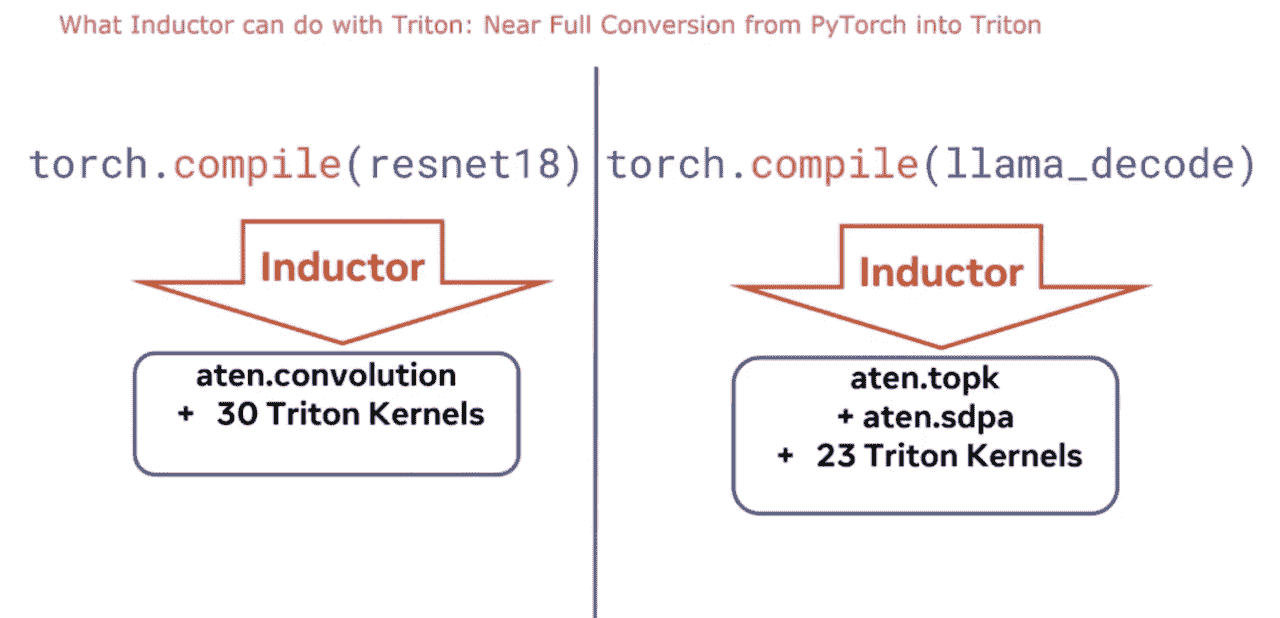 What Inductor can do with Triton: Near Full Conversion from PyTorch into Triton
torch.compile(resnet18)
Inductor
aten.convolution
+ 30 Triton Kernels
torch.compile(llama_decode)
Inductor
aten.topk
+ aten.sdpa
+ 23 Triton Kernels